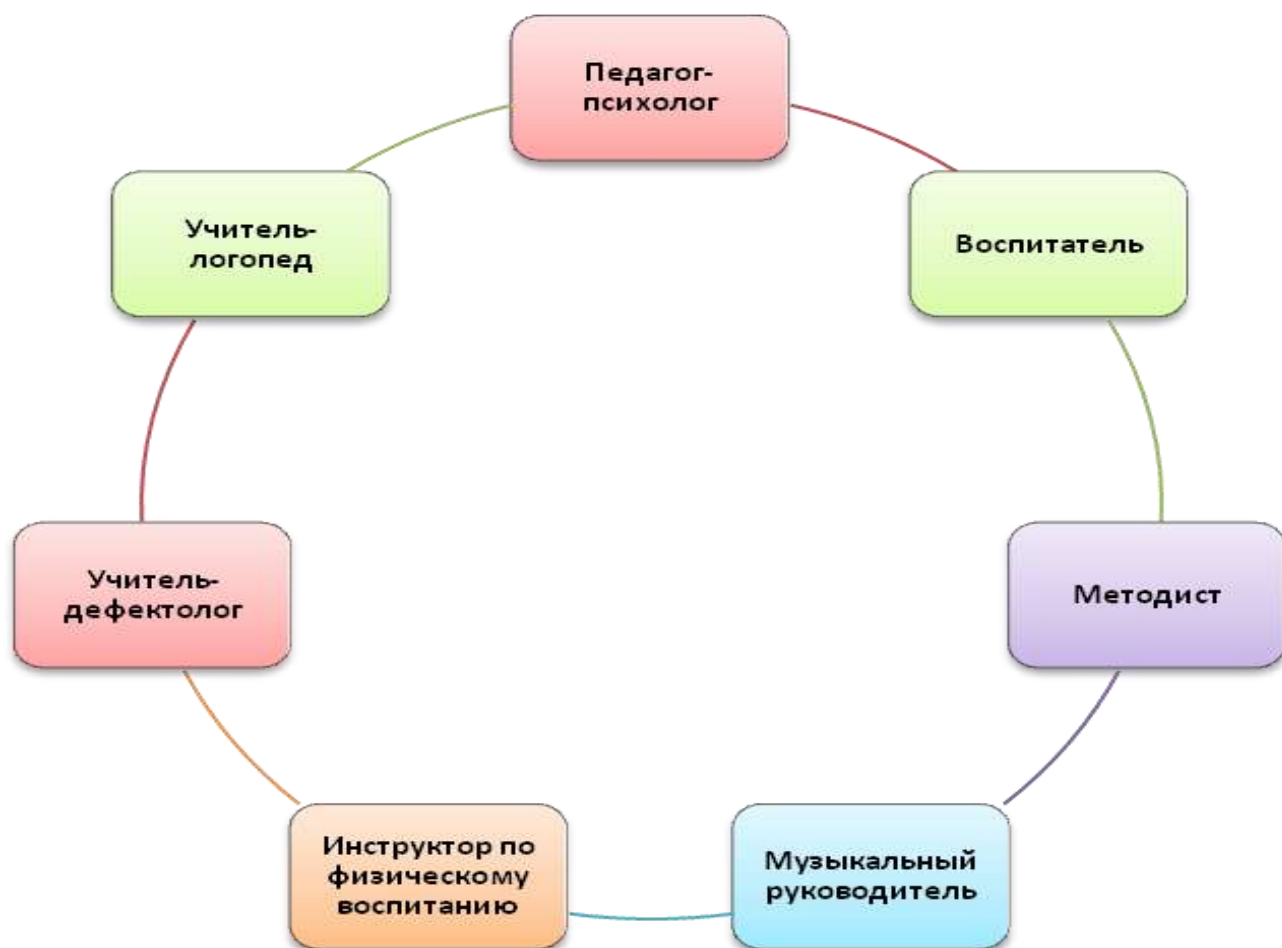 Педагог-
психолог
Воспитатель
Методист
Музыкальный
руководитель
Инструктор по
физическому
воспитанию
Учитель-
дефектолог
Учитель-
логопед